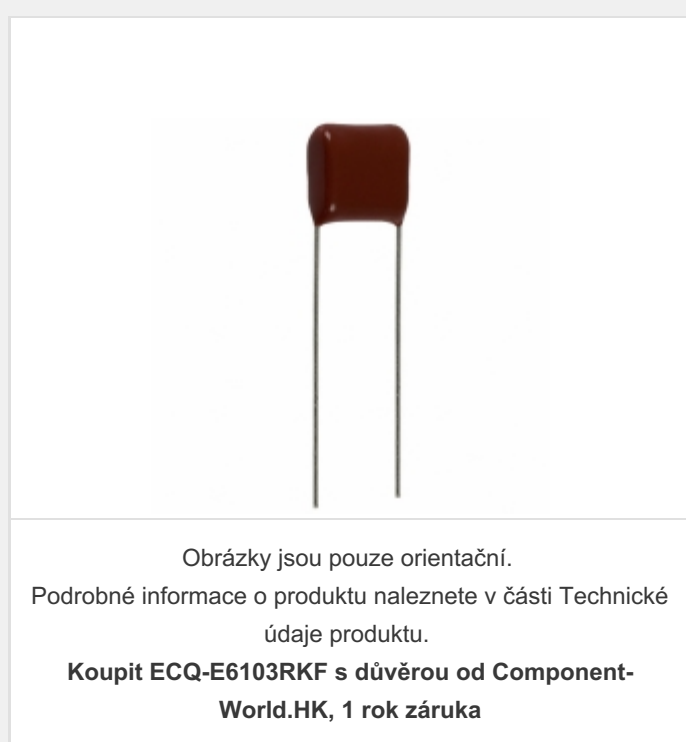 Obrázky jsou pouze orientační.
Podrobné informace o produktu naleznete v části Technické
údaje produktu.
Koupit ECQ-E6103RKF s důvěrou od Component-
World.HK, 1 rok záruka